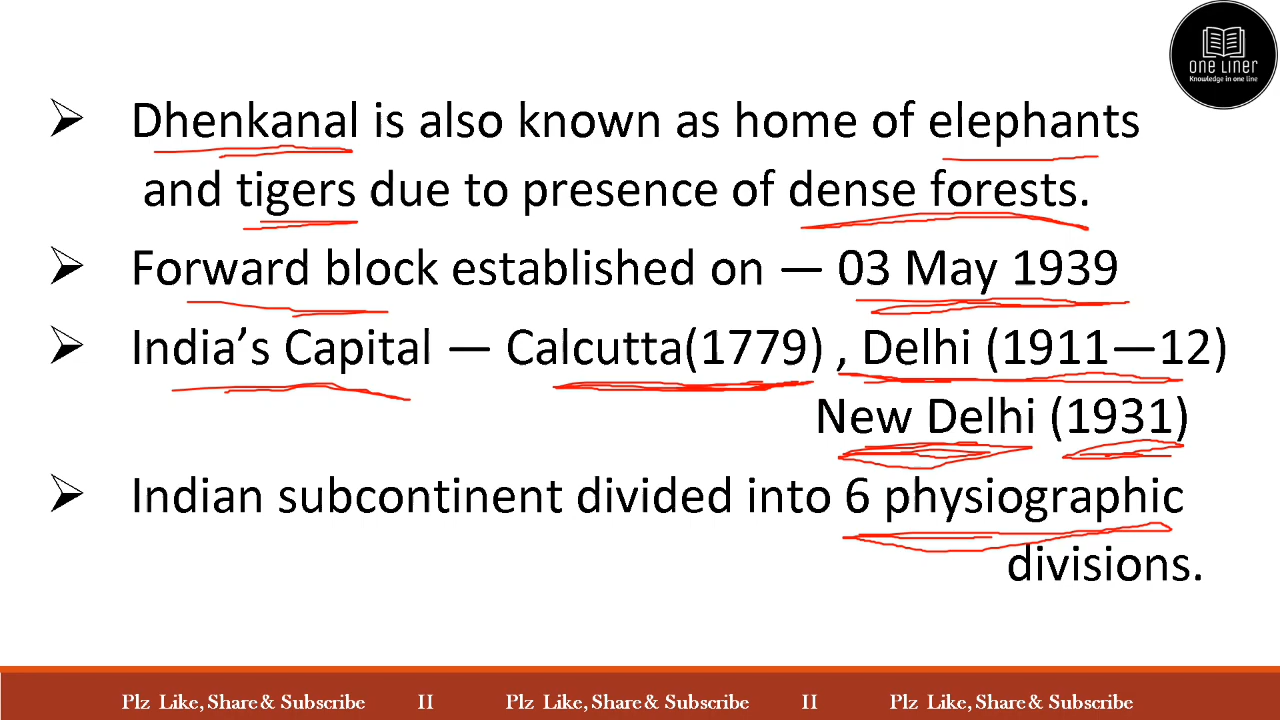 ONE LINER
Knowledge in one line
➢ Dhenkanal is also known as home of elephants
and tigers due to presence of dense forests.
➢ Forward block established on — 03 May 1939
➢ India’s Capital — Calcutta(1779) , Delhi (1911—12)
New Delhi (1931)
➢ Indian subcontinent divided into 6 physiographic
divisions.
Plz Like, Share & Subscribe II Plz Like, Share & Subscribe II Plz Like, Share & Subscribe